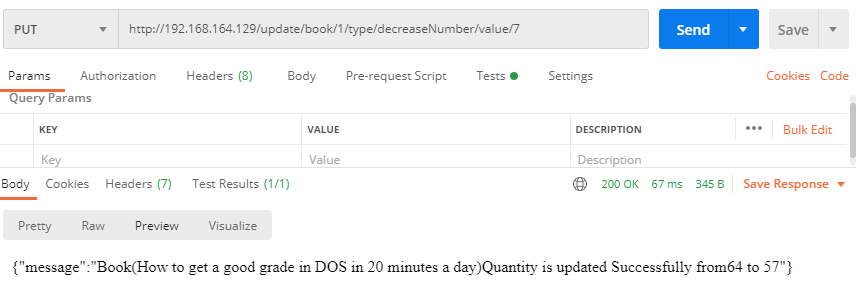 PUT http://192.168.164.129/update/book/1/type/decreaseNumber/value/7 Send Save
Params Authorization Headers (8) Body Pre-request Script Tests Settings Cookies Code
Query Params
KEY VALUE DESCRIPTION ••• Bulk Edit
Key Value Description
Body Cookies Headers (7) Test Results (1/1) 200 OK 67 ms 345 B Save Response
Pretty Raw Preview Visualize
{"message":"Book(How to get a good grade in DOS in 20 minutes a day)Quantity is updated Successfully from64 to 57"}